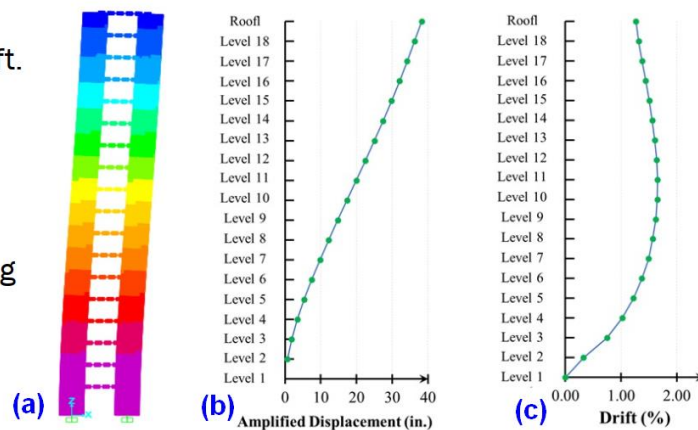 ft.
g
Z
X
(a)
Roofl
Level 18
Level 17
Level 16
Level 15
Level 14
Level 13
Level 12
Level 11
Level 10
Level 9
Level 8
Level 7
Level 6
Level 5
Level 4
Level 3
Level 2
Level 1
0 10 20 30 40
(b)
Amplified Displacement (in.)
Roofl
Level 18
Level 17
Level 16
Level 15
Level 14
Level 13
Level 12
Level 11
Level 10
Level 9
Level 8
Level 7
Level 6
Level 5
Level 4
Level 3
Level 2
Level 1
0.00 1.00 2.00
(c)
Drift (%)